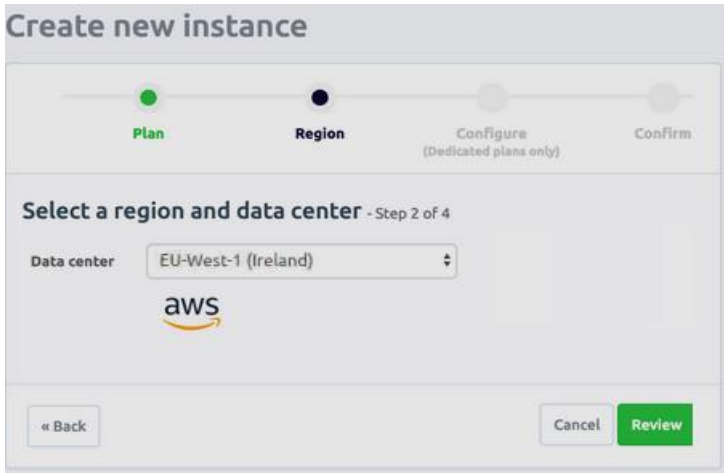 Create new instance
Plan Region Configure Confirm
(Dedicated plans only)
Select a region and data center - Step 2 of 4
Data center EU-West-1 (Ireland)
aws
« Back Cancel Review